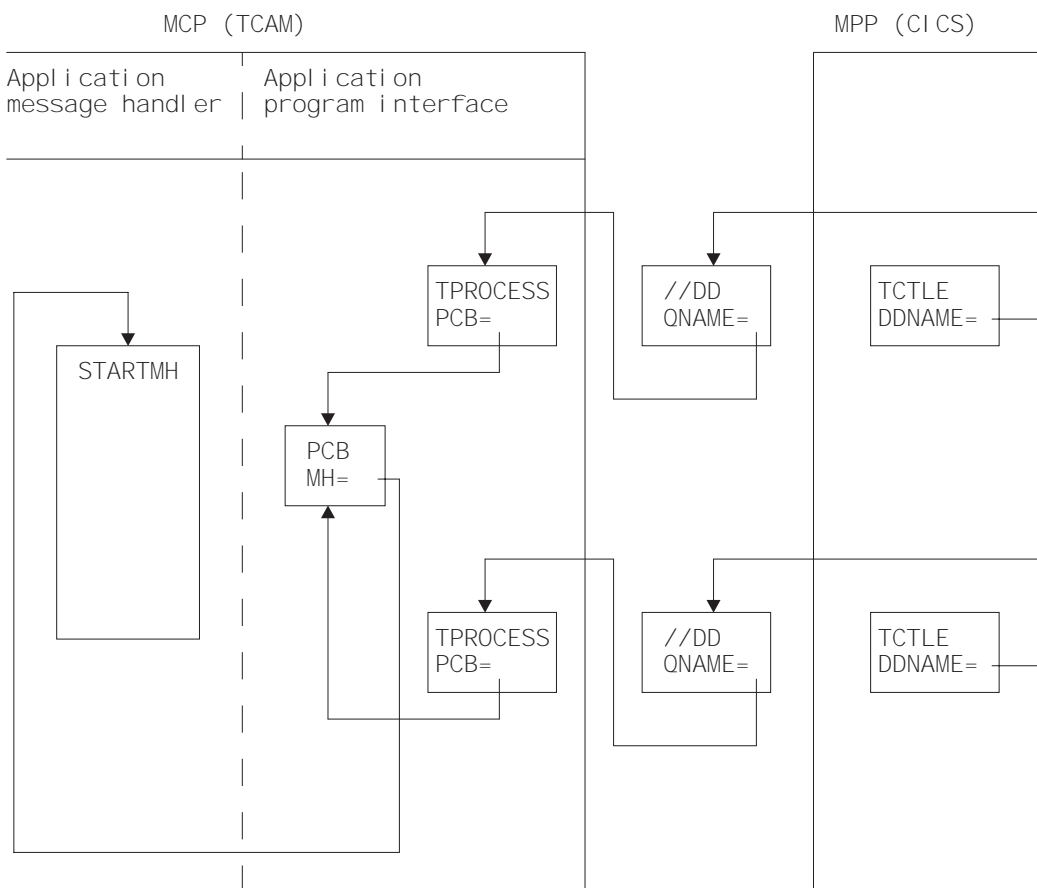 MCP (TCAM)
MPP (CICS)
Application
message handler
Application
program interface
TPROCESS
PCB=
//DD
QNAME=
TCTLE
DDNAME=
STARTMH
PCB
MH=
TPROCESS
PCB=
//DD
QNAME=
TCTLE
DDNAME=